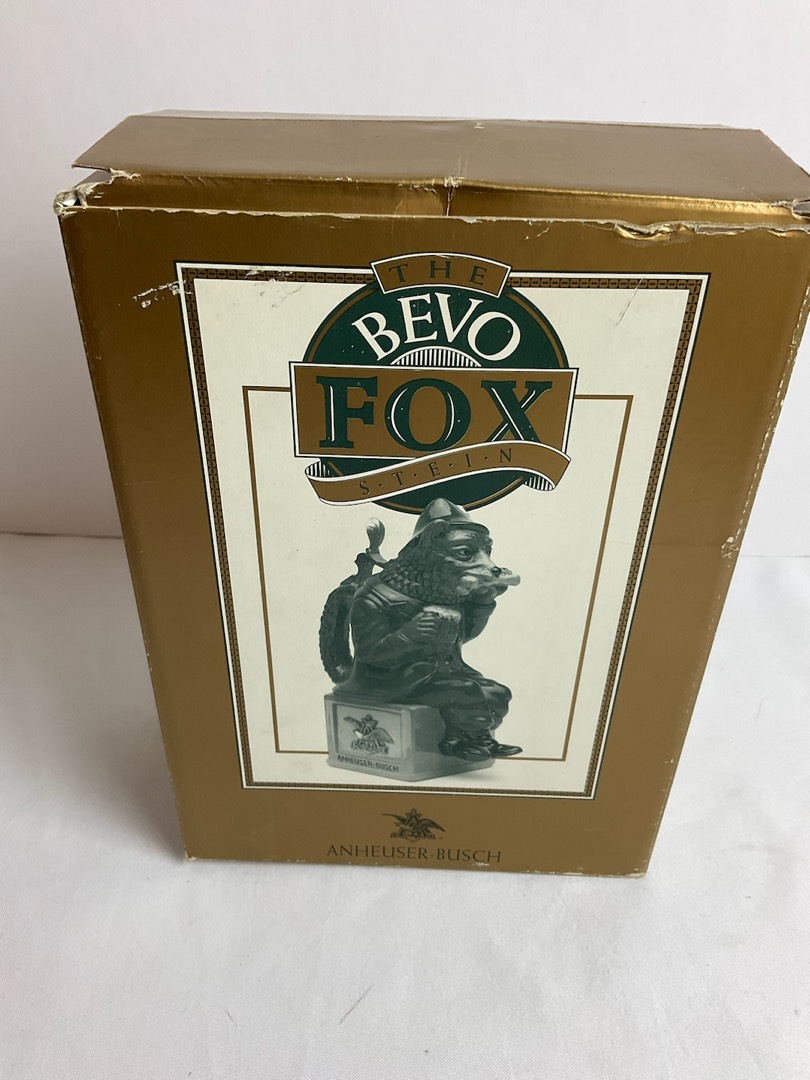 THE
BEVO
FOX
S·T·E·I·N
ANHEUSER-BUSCH
ANHEUSER-BUSCH